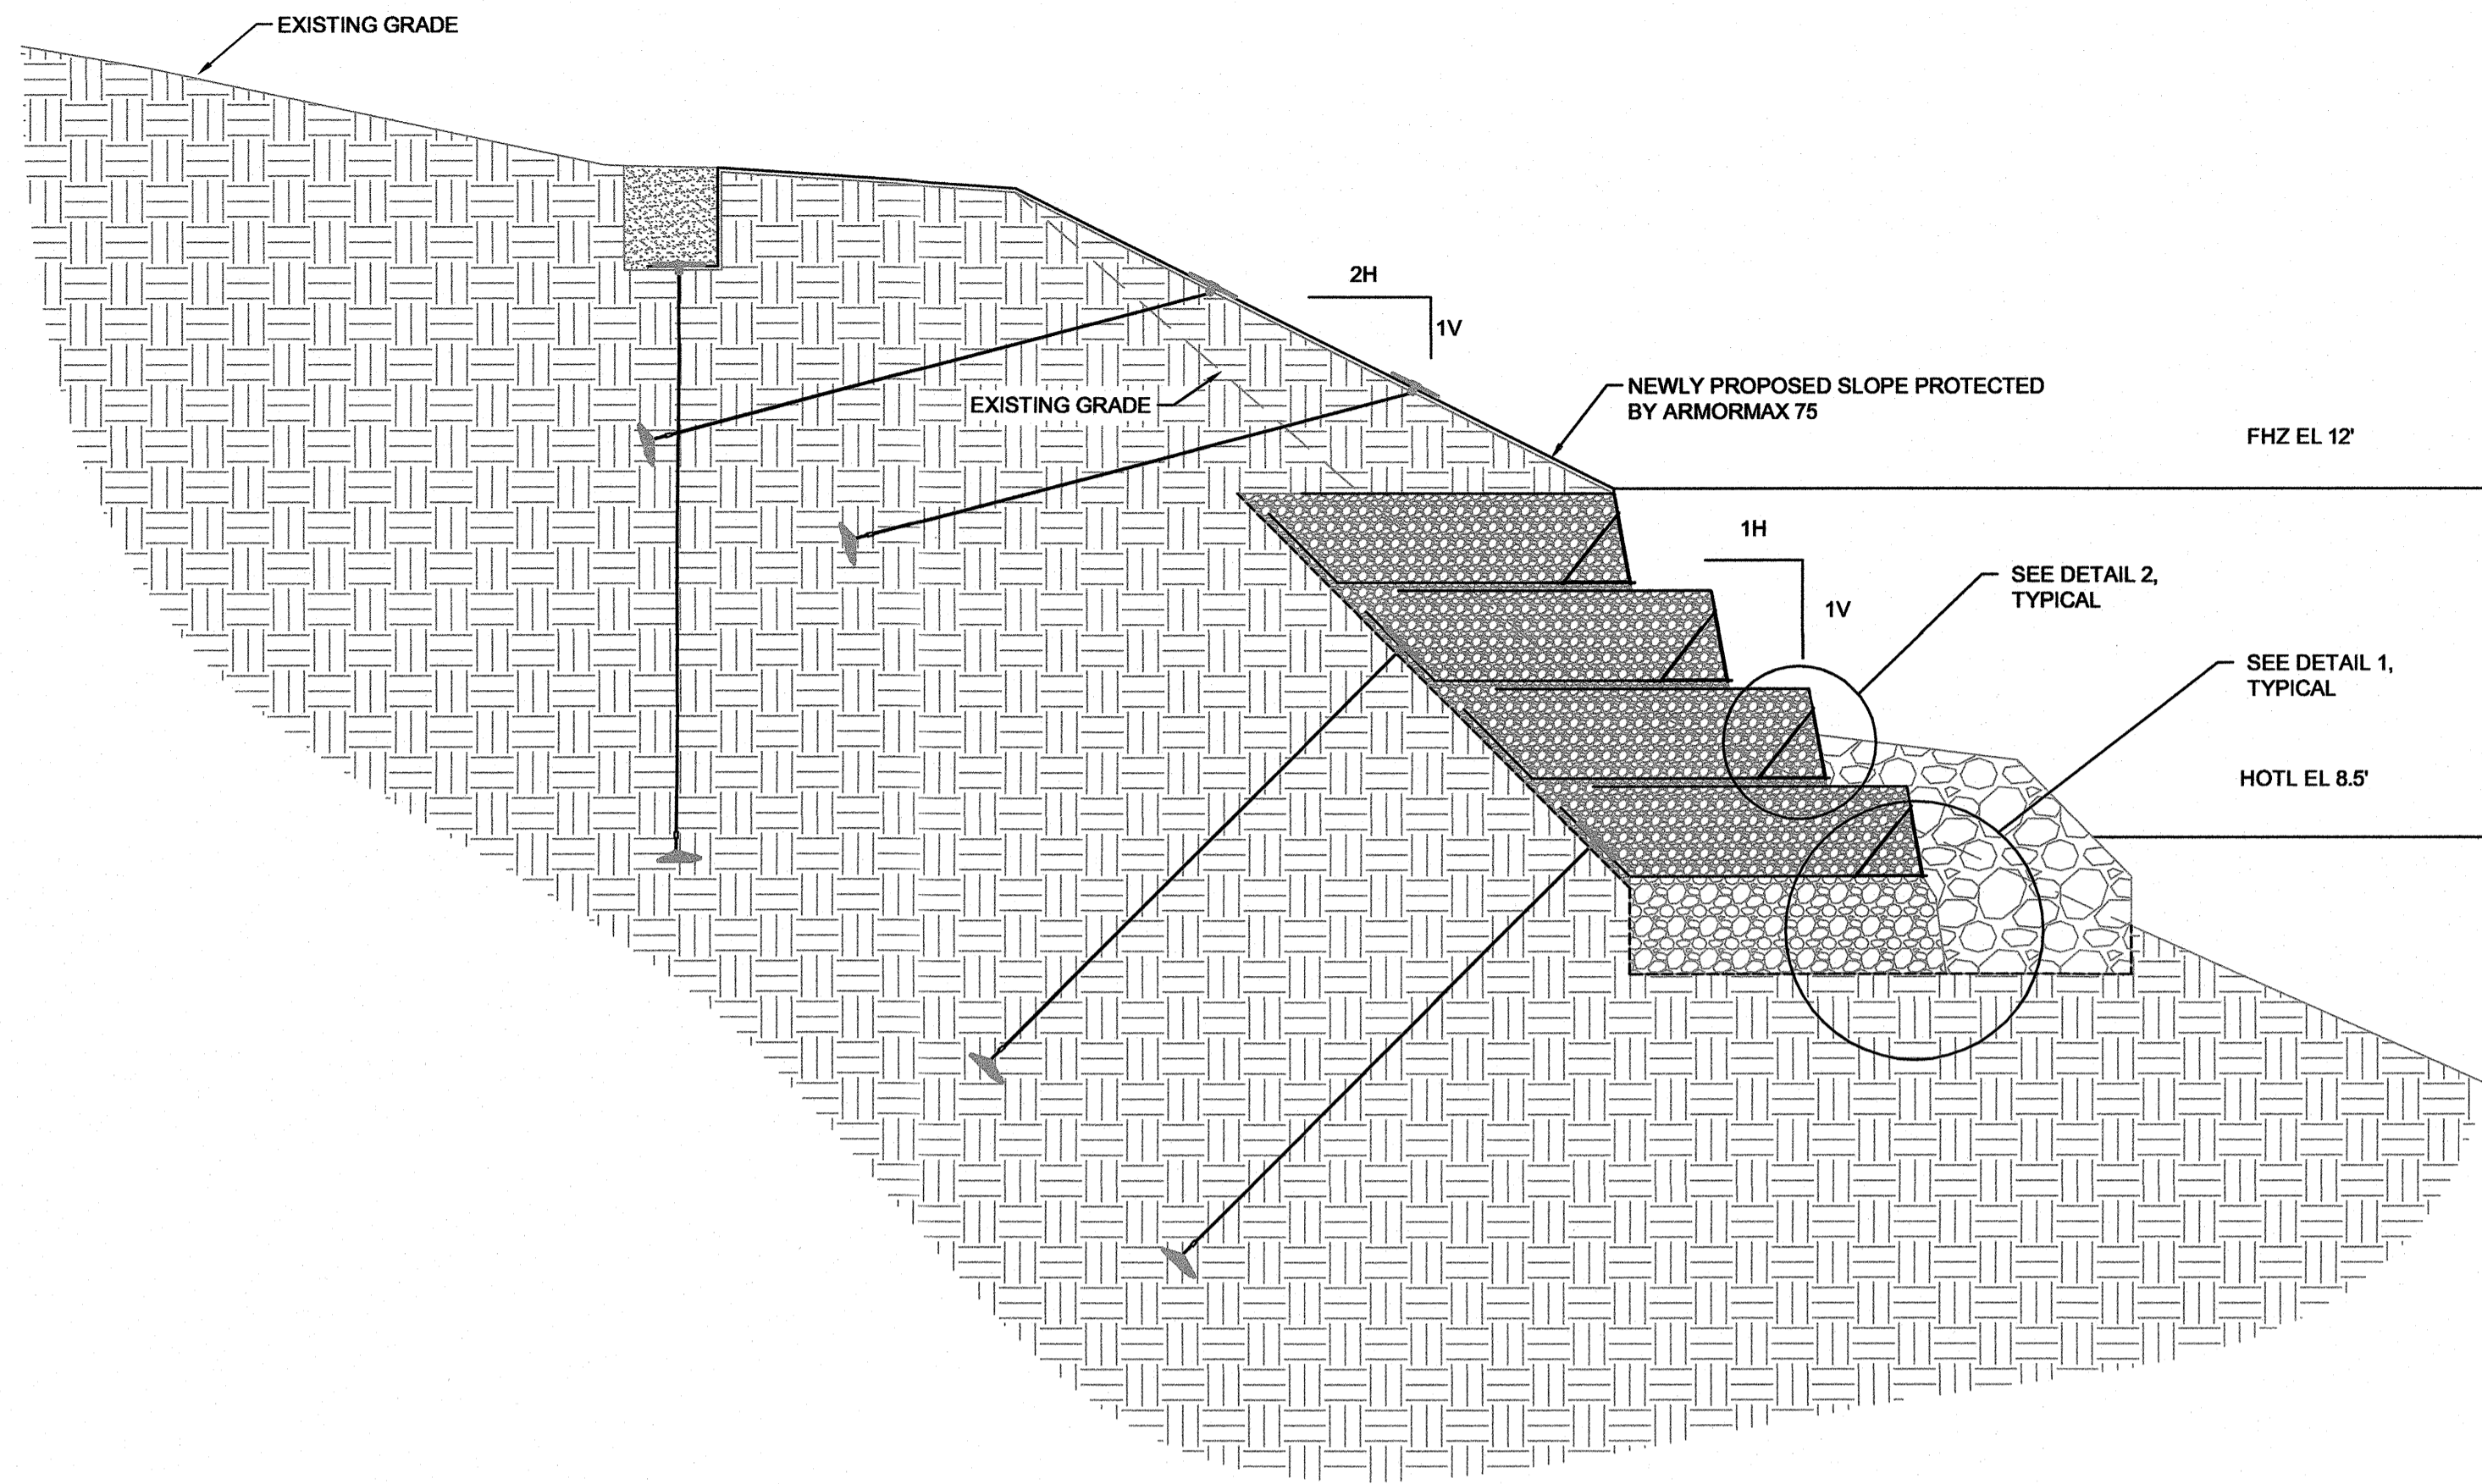 EXISTING GRADE
2H
1V
EXISTING GRADE
NEWLY PROPOSED SLOPE PROTECTED
BY ARMORMAX 75
FHZ EL 12'
1H
1V
SEE DETAIL 2,
TYPICAL
SEE DETAIL 1,
TYPICAL
HOTL EL 8.5'